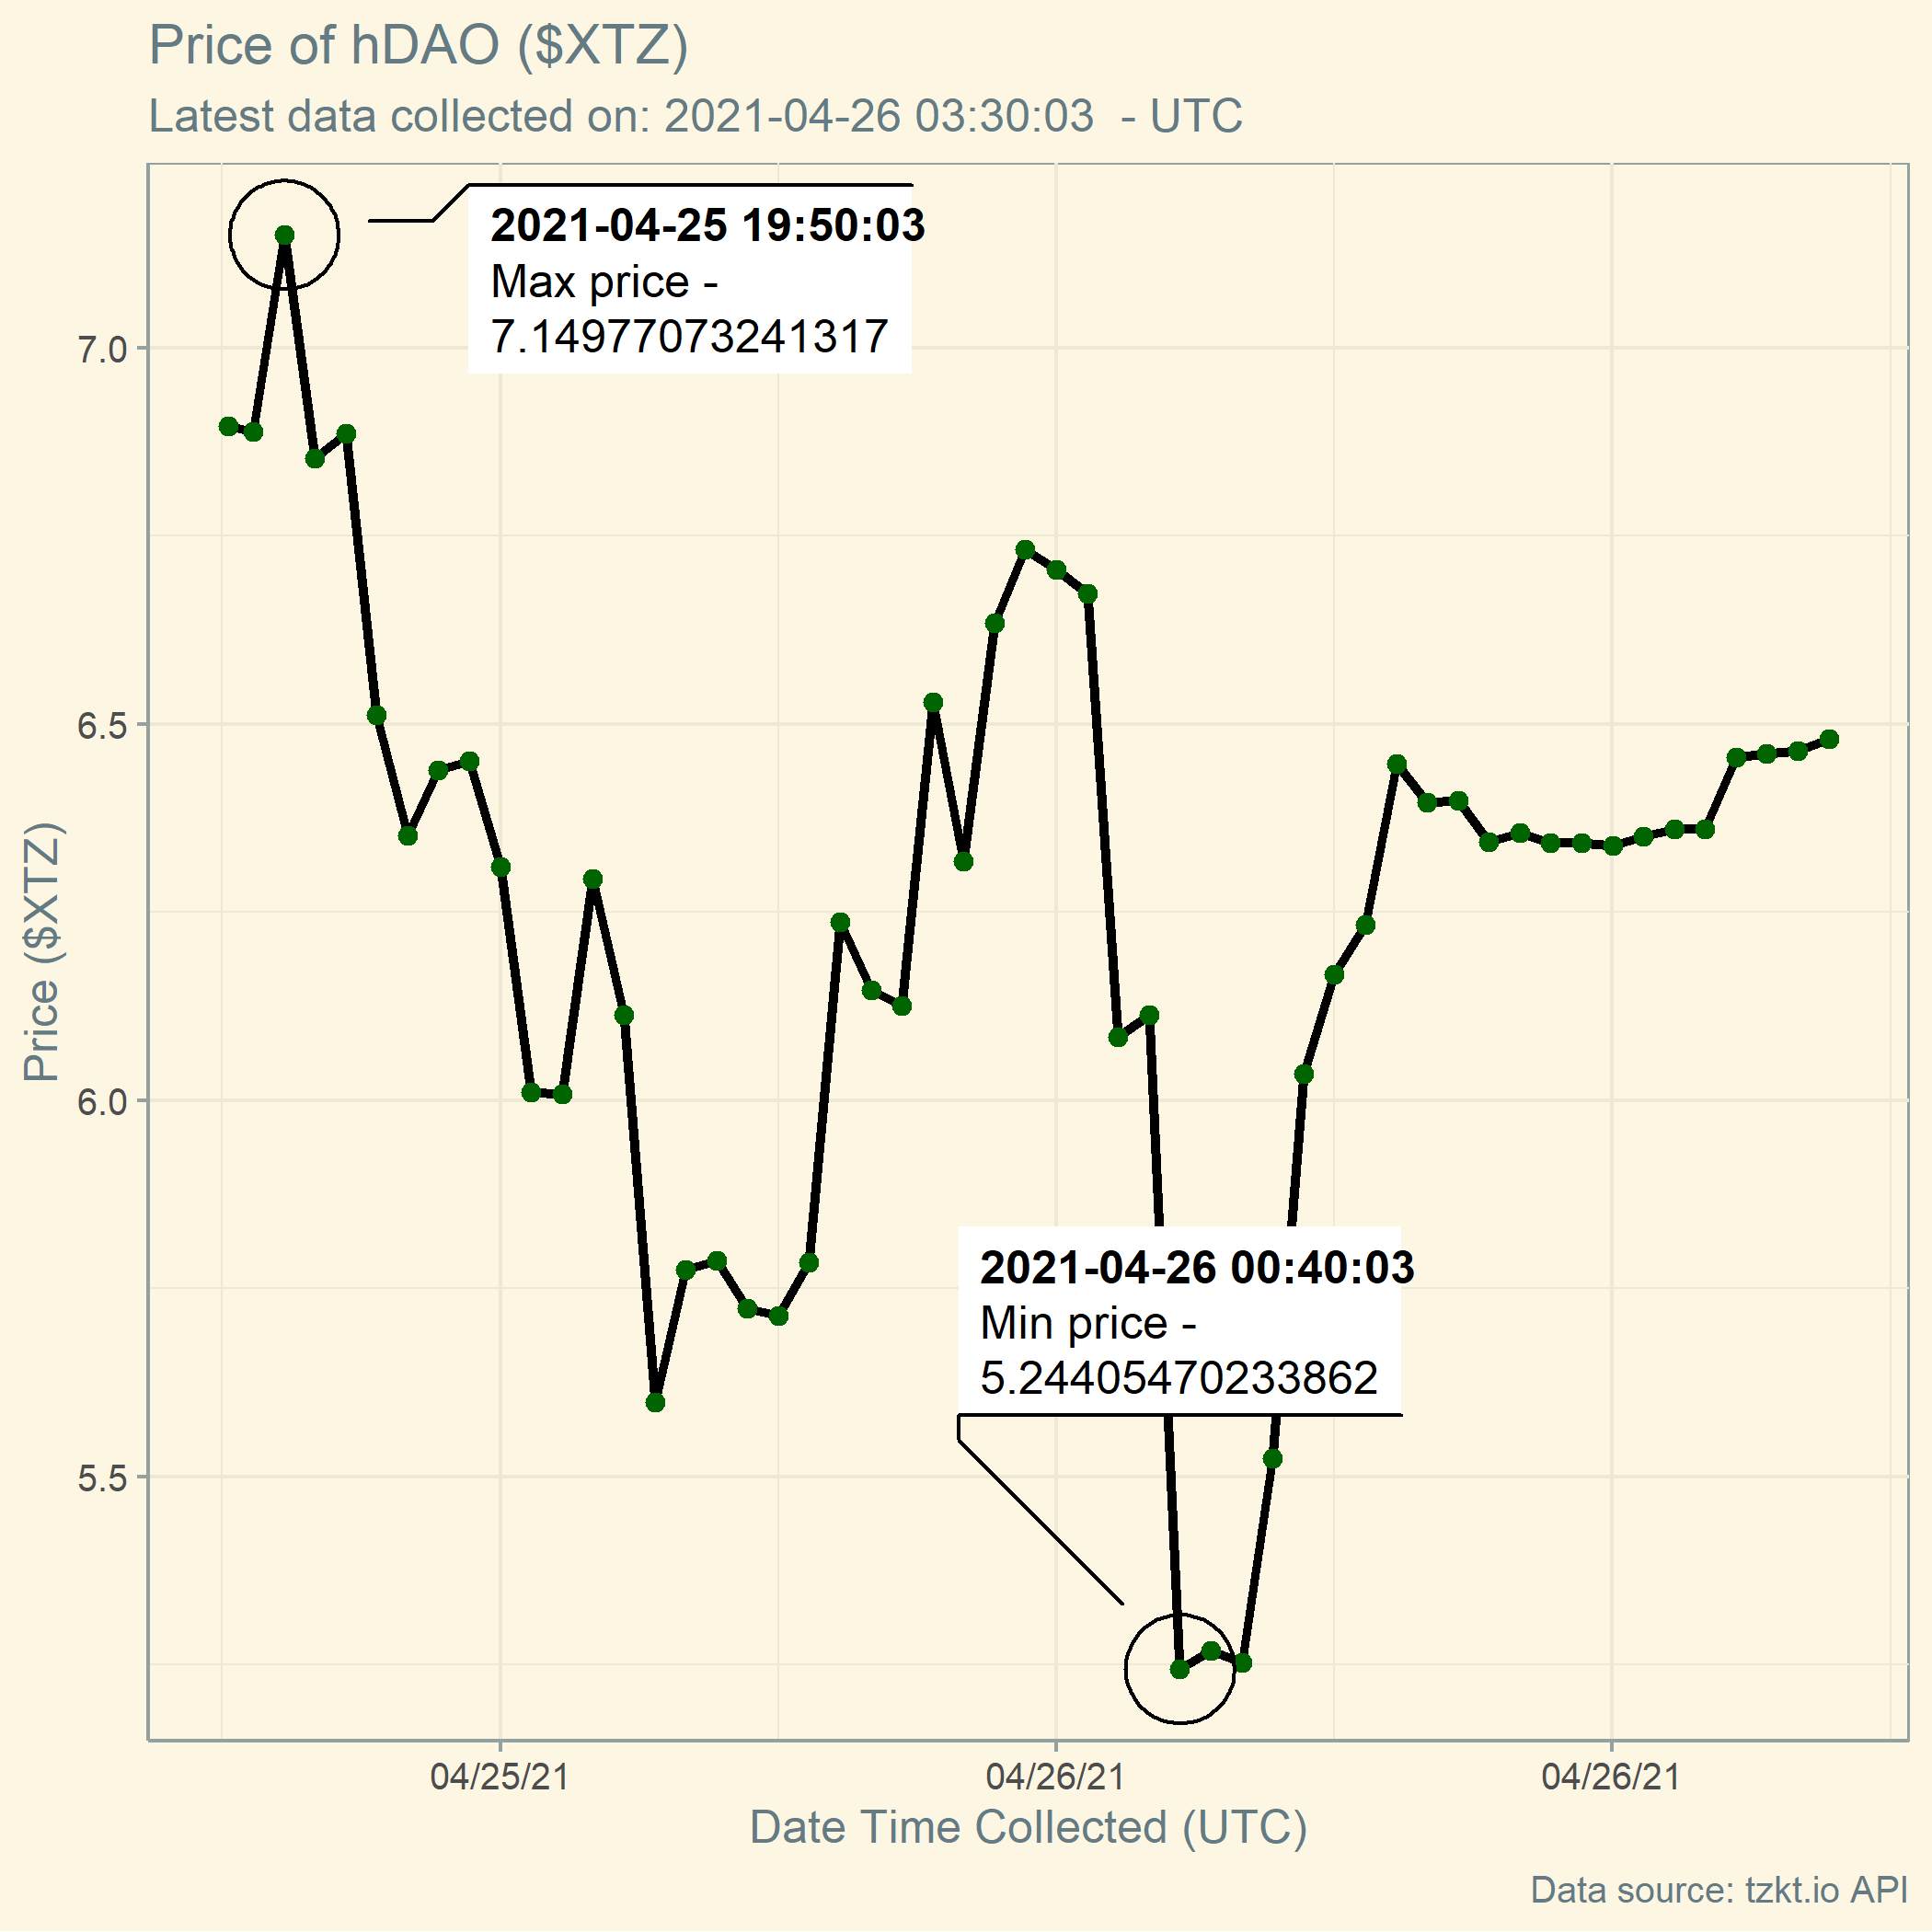 Price of hDAO ($XTZ)
Latest data collected on: 2021-04-26 03:30:03  - UTC
2021-04-25 19:50:03
Max price -
7.14977073241317
7.0
6.5
6.0
5.5
Price ($XTZ)
2021-04-26 00:40:03
Min price -
5.24405470233862
04/25/21
04/26/21
04/26/21
Date Time Collected (UTC)
Data source: tzkt.io API